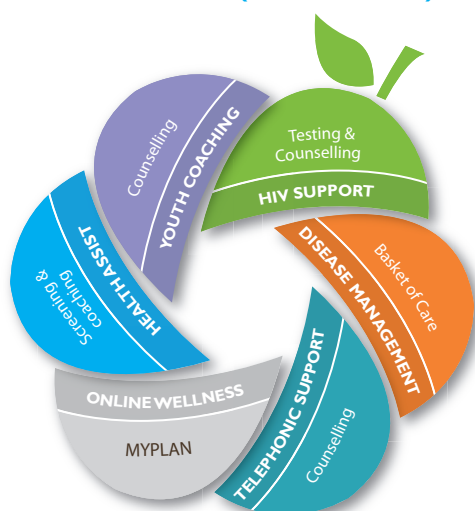 Testing &
Counselling
HIV SUPPORT
Basket of Care
DISEASE MANAGEMENT
Counselling
TELEPHONIC SUPPORT
ONLINE WELLNESS
MYPLAN
Screening &
coaching
HEALTH ASSIST
Counselling
YOUTH COACHING